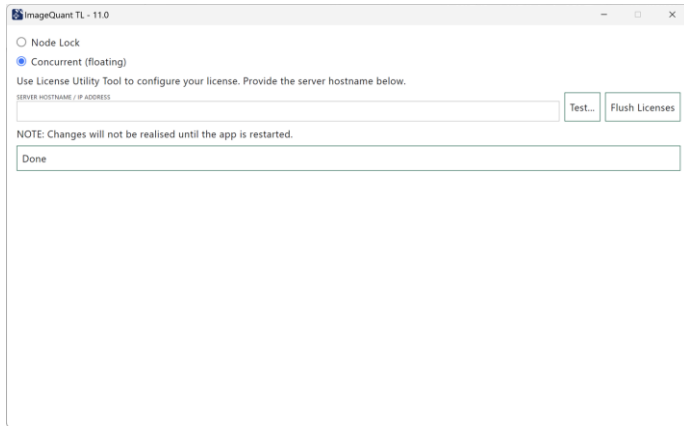 ImageQuant TL - 11.0
Node Lock
Concurrent (floating)
Use License Utility Tool to configure your license. Provide the server hostname below.
SERVER HOSTNAME / IP ADDRESS
Test... Flush Licenses
NOTE: Changes will not be realised until the app is restarted.
Done